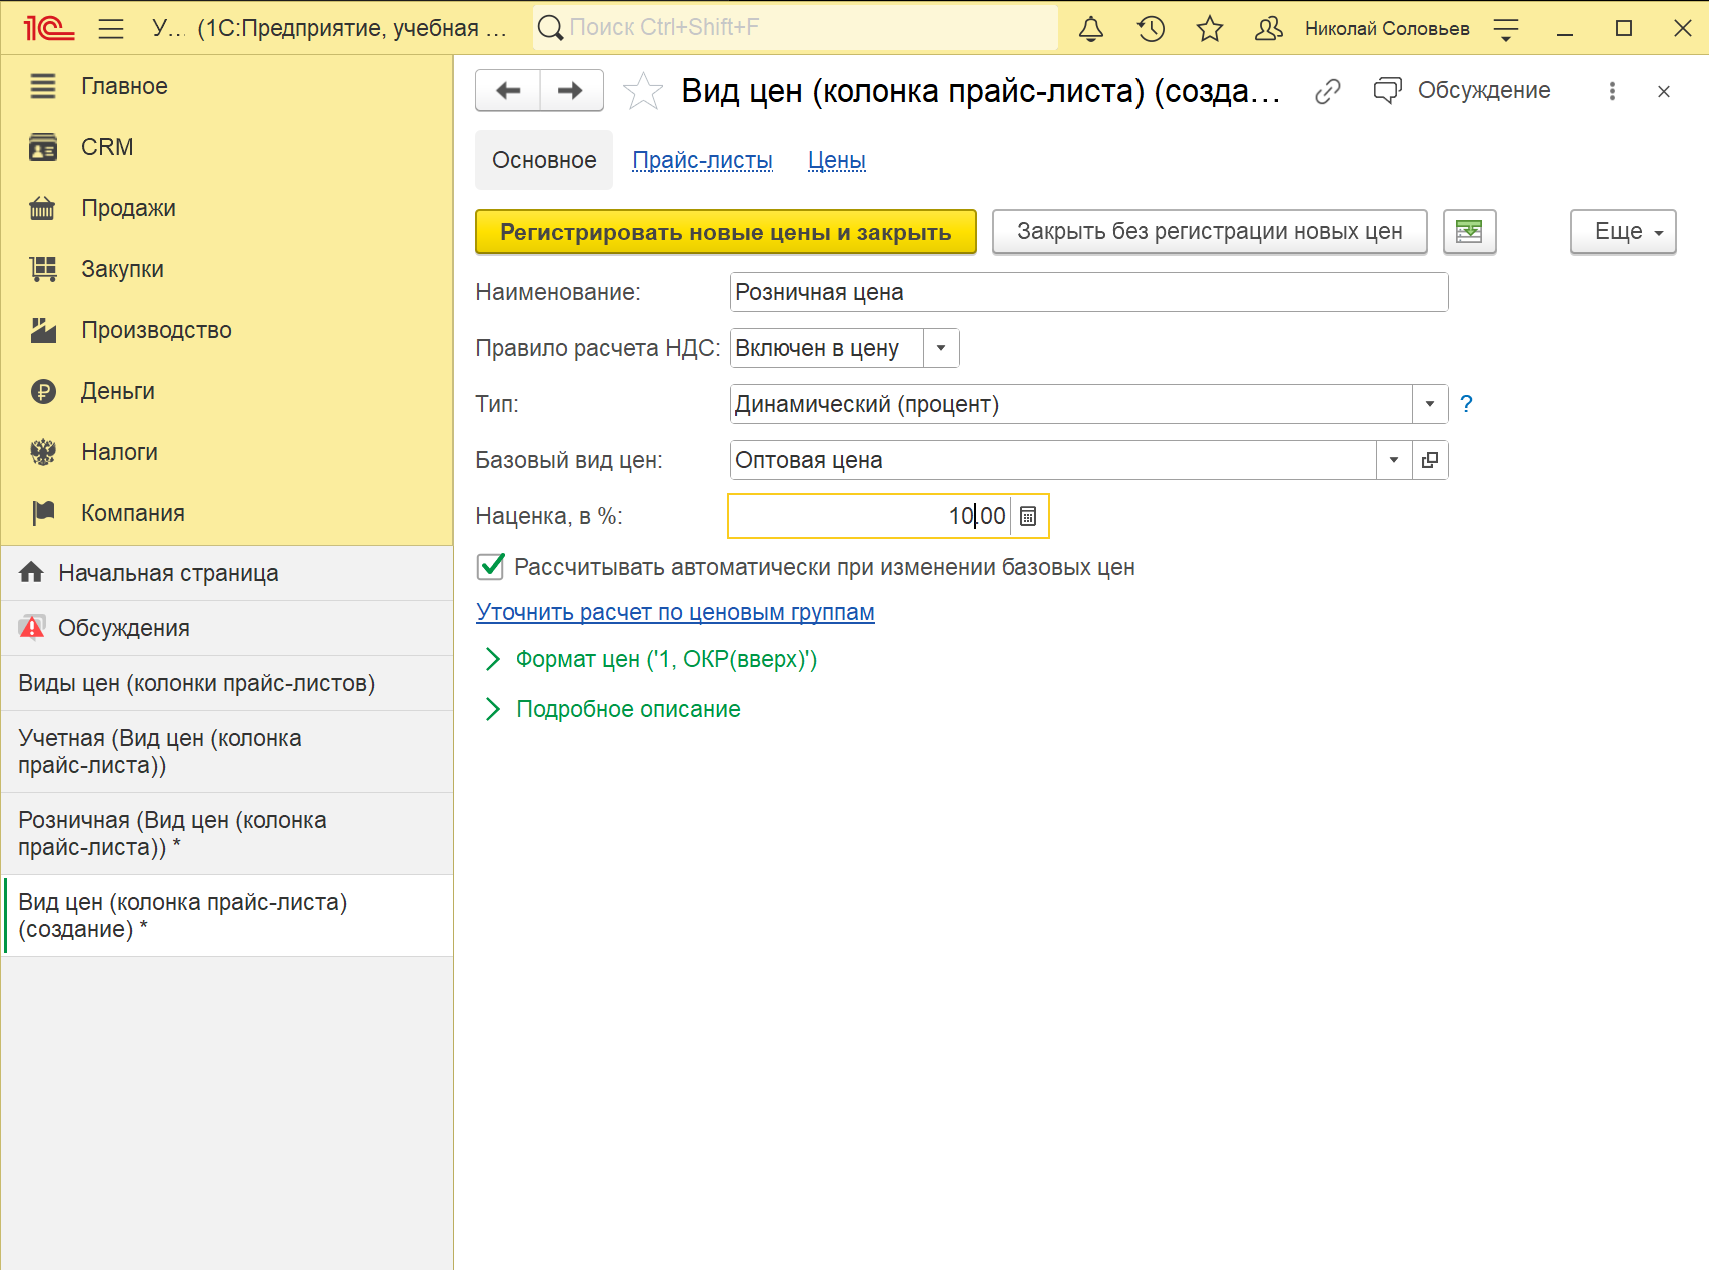 1С У... (1С:Предприятие, учебная ... Поиск Ctrl+Shift+F Николай Соловьев
Главное
CRM
Продажи
Закупки
Производство
Деньги
Налоги
Компания
Начальная страница
Обсуждения
Виды цен (колонки прайс-листов)
Учетная (Вид цен (колонка
прайс-листа))
Розничная (Вид цен (колонка
прайс-листа)) *
Вид цен (колонка прайс-листа)
(создание) *
Вид цен (колонка прайс-листа) (созда... Обсуждение
Основное Прайс-листы Цены
Регистрировать новые цены и закрыть Закрыть без регистрации новых цен Еще
Наименование: Розничная цена
Правило расчета НДС: Включен в цену
Тип: Динамический (процент) ?
Базовый вид цен: Оптовая цена
Наценка, в %: 10.00
Рассчитывать автоматически при изменении базовых цен
Уточнить расчет по ценовым группам
Формат цен ('1, ОКР(вверх)')
Подробное описание